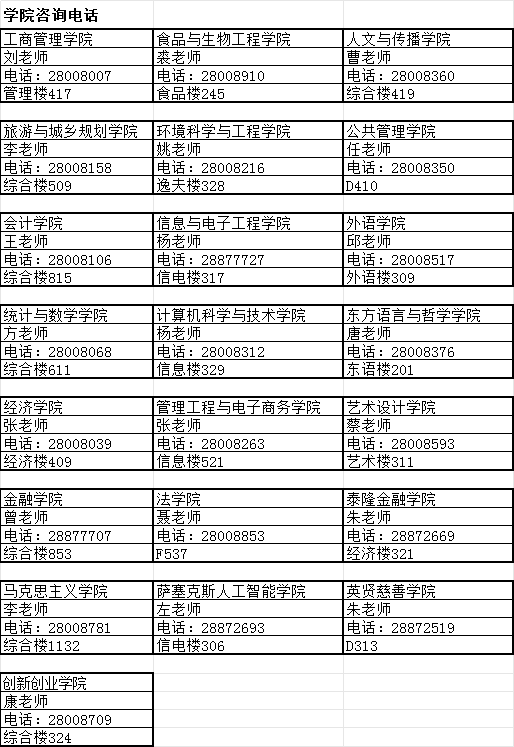 学院咨询电话
工商管理学院
刘老师
电话：28008007
管理楼417
食品与生物工程学院
裘老师
电话：28008910
食品楼245
人文与传播学院
曹老师
电话：28008360
综合楼419
旅游与城乡规划学院
李老师
电话：28008158
综合楼509
环境科学与工程学院
姚老师
电话：28008216
逸夫楼328
公共管理学院
任老师
电话：28008350
D410
会计学院
王老师
电话：28008106
综合楼815
信息与电子工程学院
杨老师
电话：28877727
信电楼317
外语学院
邱老师
电话：28008517
外语楼309
统计与数学学院
方老师
电话：28008068
综合楼611
计算机科学与技术学院
杨老师
电话：28008312
信息楼329
东方语言与哲学学院
唐老师
电话：28008376
东语楼201
经济学院
张老师
电话：28008039
经济楼409
管理工程与电子商务学院
张老师
电话：28008263
信息楼521
艺术设计学院
蔡老师
电话：28008593
艺术楼311
金融学院
曾老师
电话：28877707
综合楼853
法学院
聂老师
电话：28008853
F537
泰隆金融学院
朱老师
电话：28872669
经济楼321
马克思主义学院
李老师
电话：28008781
综合楼1132
萨塞克斯人工智能学院
左老师
电话：28872693
信电楼306
英贤慈善学院
朱老师
电话：28872519
D313
创新创业学院
康老师
电话：28008709
综合楼324